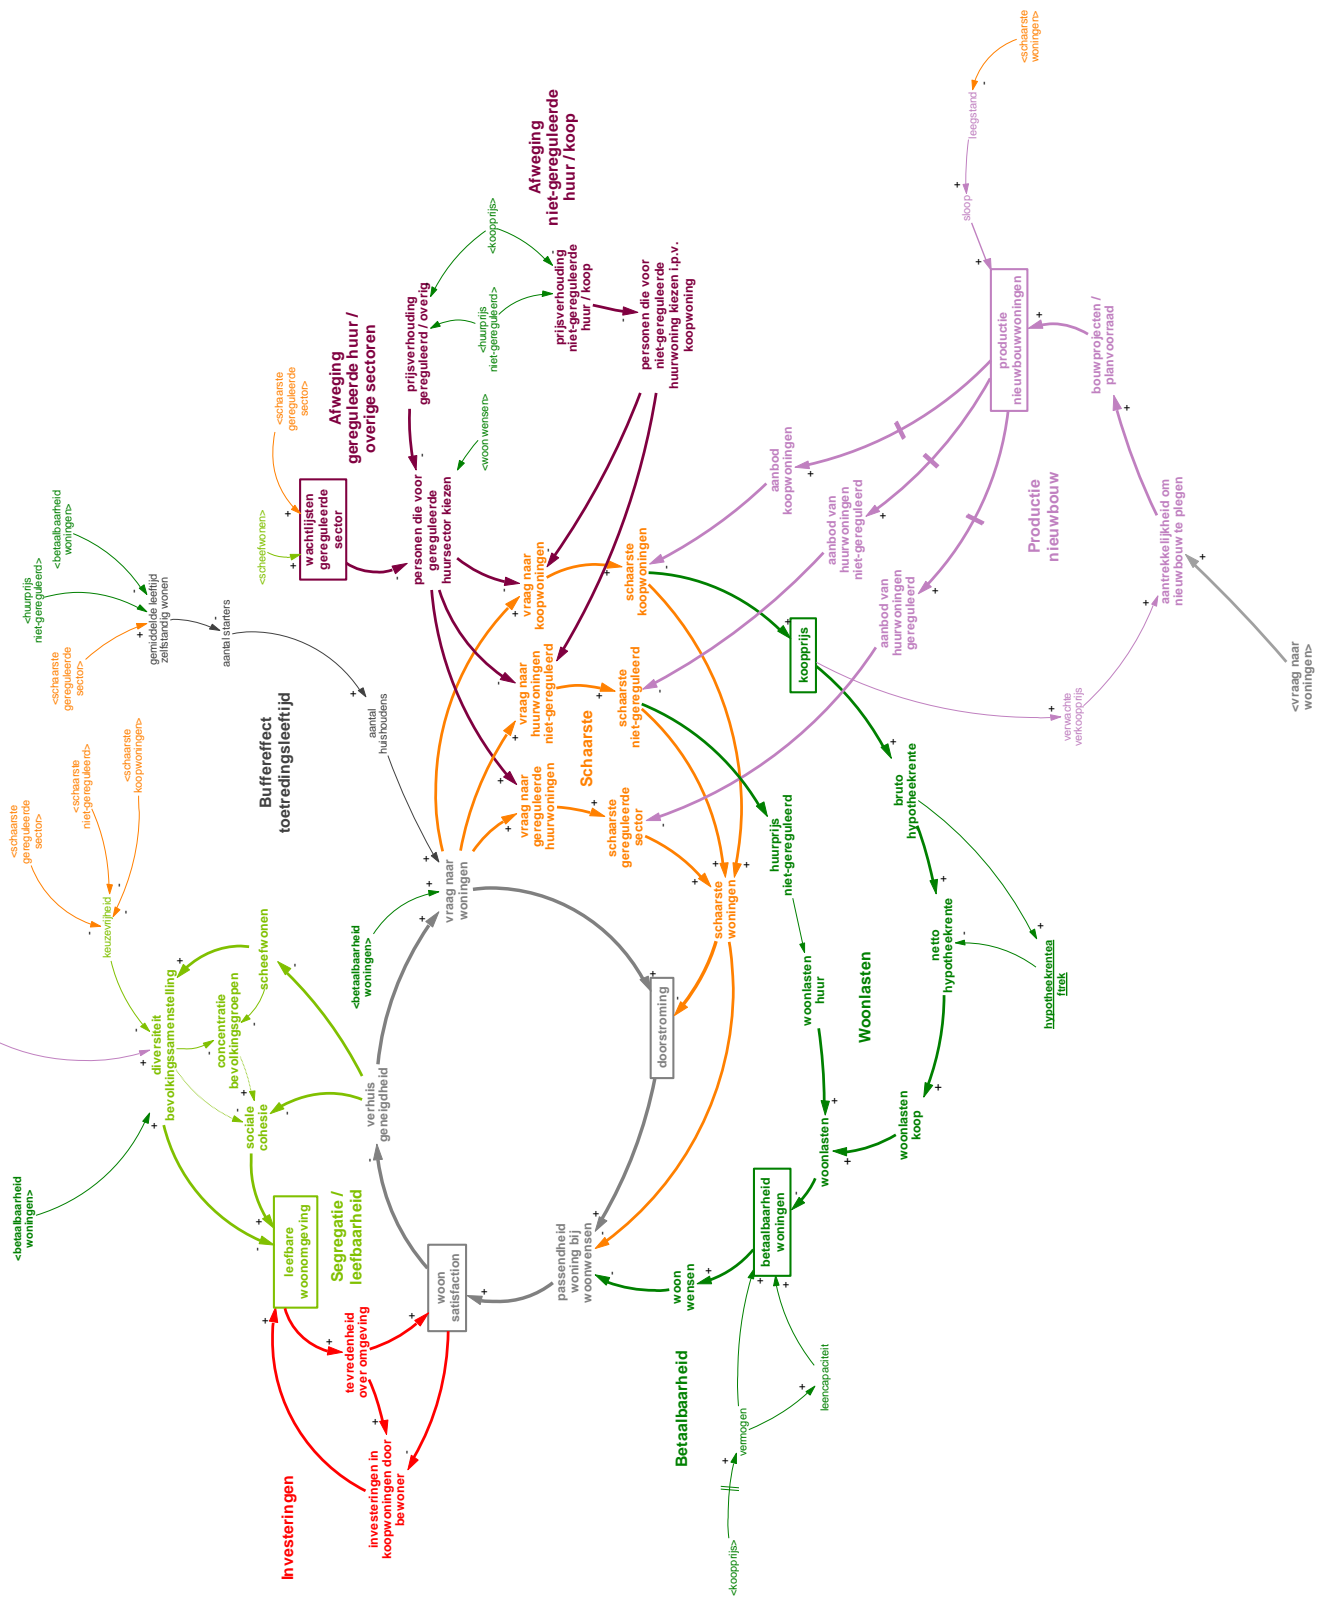 <betaalbaarheid
woningen>
<schaarste
gereguleerde
sector>
<huurprijs
niet-gereguleerd>
<betaalbaarheid
woningen>
<schaarste
gereguleerde
sector>
<schaarste
niet-gereguleerd>
<schaarste
koopwoningen>
keuzevrijheid
gemiddelde leeftijd
zelfstandig wonen
diversiteit
bevolkingssamenstelling
aantal starters
concentratie
bevolkingsgroepen
scheefwonen
sociale
cohesie
Buffereffect
toetredingsleeftijd
<scheefwonen>
<schaarste
gereguleerde
sector>
Investeringen
leefbare
woonomgeving
Segregatie /
leefbaarheid
wachtlijsten
gereguleerde
sector
Afweging
gereguleerde huur /
overige sectoren
tevredenheid
over omgeving
<betaalbaarheid
woningen>
aantal
huishoudens
investeringen in
koopwoningen door
bewoner
verhuis
geneigdheid
woon
satisfaction
vraag naar
woningen
personen die voor
gereguleerde
huursector kiezen
prijsverhouding
gereguleerd / overig
<woon wensen>
<huurprijs
niet-gereguleerd>
<koopprijs>
Afweging
niet-gereguleerde
huur / koop
vraag naar
gereguleerde
huurwoningen
vraag naar
huurwoningen
niet-gereguleerd
vraag naar
koopwoningen
prijsverhouding
niet-gereguleerde
huur / koop
passendheid
woning bij
woonwensen
Schaarste
schaarste
gereguleerde
sector
schaarste
niet-gereguleerd
schaarste
koopwoningen
personen die voor
niet-gereguleerde
huurwoning kiezen i.p.v.
koopwoning
doorstroming
woon
wensen
Betaalbaarheid
schaarste
woningen
<koopprijs>
vermogen
betaalbaarheid
woningen
huurprijs
niet-gereguleerd
aanbod
koopwoningen
koopprijs
woonlasten
huur
leencapaciteit
woonlasten
Woonlasten
aanbod van
huurwoningen
niet-gereguleerd
aanbod van
huurwoningen
gereguleerd
bruto
hypotheekrente
woonlasten
koop
netto
hypotheekrente
sloop
leegstand
<schaarste
woningen>
productie
nieuwbouwwoningen
Productie
nieuwbouw
hypotheekrentea
ftrek
verwachte
verkoopprijs
bouwprojecten /
planvoorraad
aantrekkelijkheid om
nieuwbouw te plegen
<vraag naar
woningen>